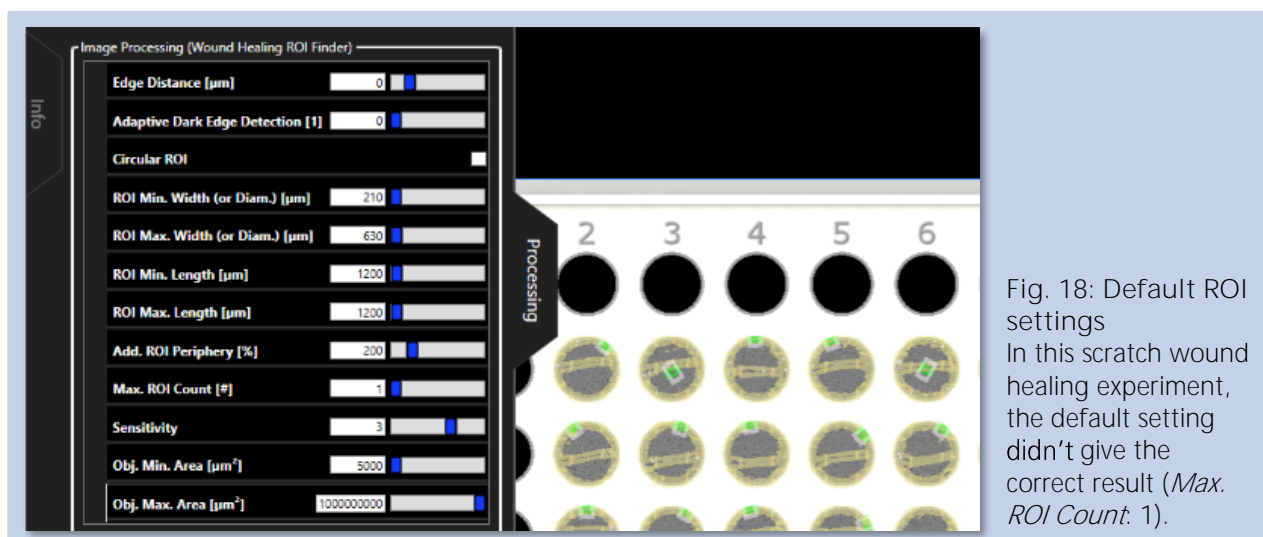 Image Processing (Wound Healing ROI Finder)
Info
Edge Distance [µm] 0
Adaptive Dark Edge Detection [1] 0
Circular ROI
ROI Min. Width (or Diam.) [µm] 210
ROI Max. Width (or Diam.) [µm] 630
ROI Min. Length [µm] 1200
ROI Max. Length [µm] 1200
Add. ROI Periphery [%] 200
Max. ROI Count [#] 1
Sensitivity 3
Obj. Min. Area [µm²] 5000
Obj. Max. Area [µm²] 1000000000
Processing
2 3 4 5 6
Fig. 18: Default ROI
settings
In this scratch wound
healing experiment,
the default setting
didn't give the
correct result (Max.
ROI Count: 1).